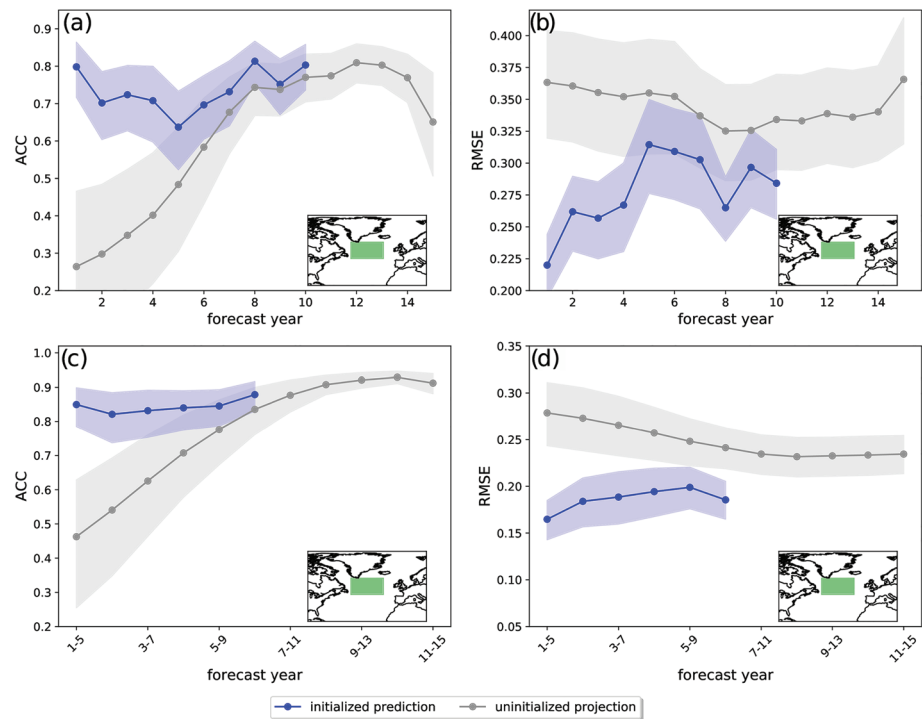 (a)
ACC
0.9
0.8
0.7
0.6
0.5
0.4
0.3
0.2
2 4 6 8 10 12 14
forecast year
(b)
RMSE
0.400
0.375
0.350
0.325
0.300
0.275
0.250
0.225
0.200
2 4 6 8 10 12 14
forecast year
(c)
ACC
1.0
0.9
0.8
0.7
0.6
0.5
0.4
0.3
0.2
1-5 3-7 5-9 7-11 9-13 11-15
forecast year
(d)
RMSE
0.35
0.30
0.25
0.20
0.15
0.10
0.05
1-5 3-7 5-9 7-11 9-13 11-15
forecast year
initialized prediction uninitialized projection